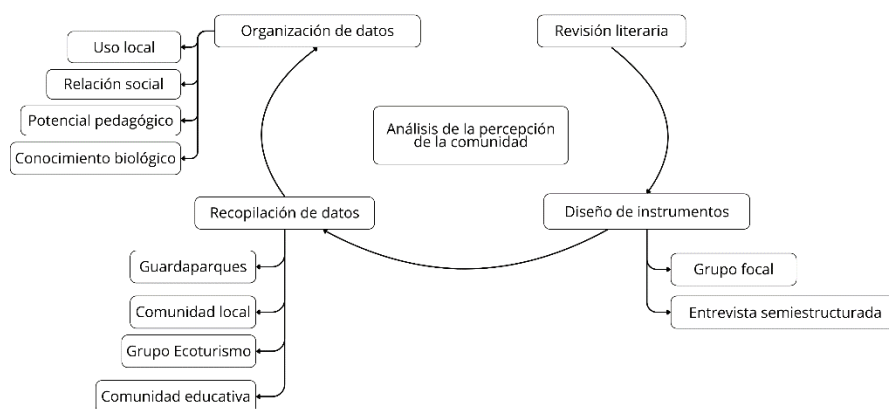 Organización de datos
Revisión literaria
Uso local
Relación social
Potencial pedagógico
Conocimiento biológico
Análisis de la percepción
de la comunidad
Recopilación de datos
Diseño de instrumentos
Guardaparques
Comunidad local
Grupo Ecoturismo
Comunidad educativa
Grupo focal
Entrevista semiestructurada